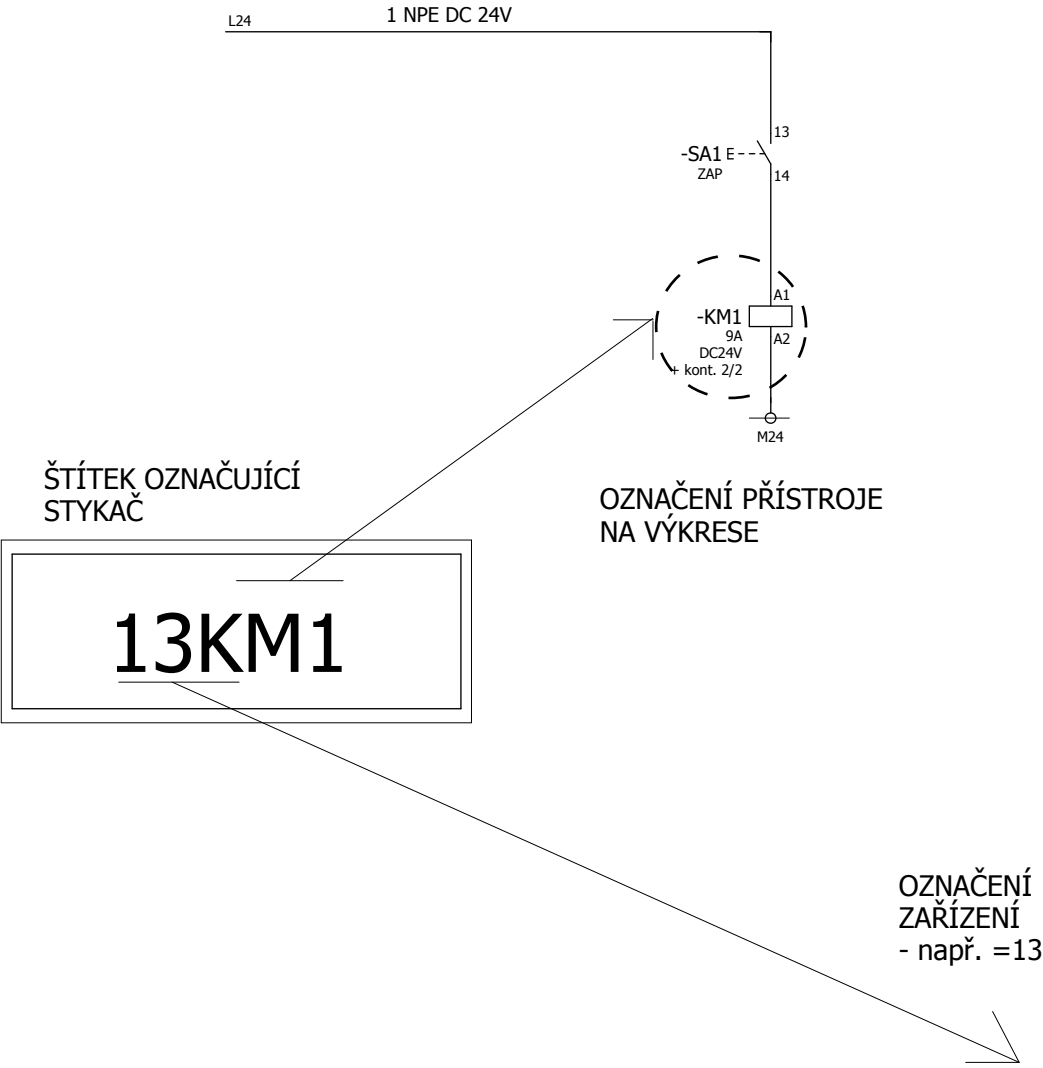 L24
1 NPE DC 24V
13
-SA1
ZAP
14
A1
-KM1
9A
A2
DC24V
+ kont. 2/2
M24
ŠTÍTEK OZNAČUJÍCÍ
STYKAČ
OZNAČENÍ PŘÍSTROJE
NA VÝKRESE
13KM1
OZNAČENÍ
ZAŘÍZENÍ
- např. =13